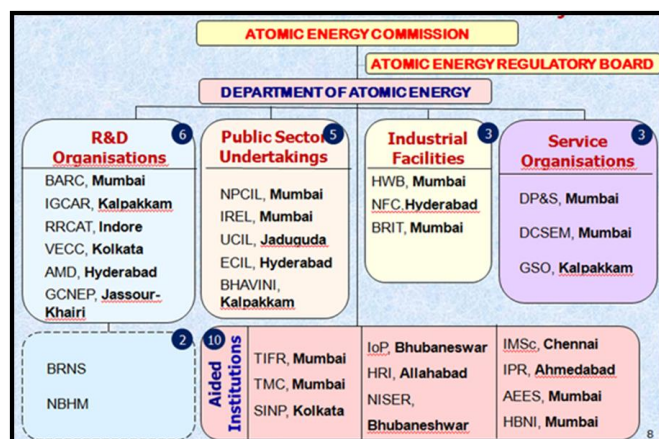 ATOMIC ENERGY COMMISSION
ATOMIC ENERGY REGULATORY BOARD
DEPARTMENT OF ATOMIC ENERGY
6
R&D
Organisations
BARC, Mumbai
IGCAR, Kalpakkam
RRCAT, Indore
VECC, Kolkata
AMD, Hyderabad
GCNEP, Jassour-
Khairi
5
Public Sector
Undertakings
NPCIL, Mumbai
IREL, Mumbai
UCIL, Jaduguda
ECIL, Hyderabad
BHAVINI,
Kalpakkam
3
Industrial
Facilities
HWB, Mumbai
NFC, Hyderabad
BRIT, Mumbai
3
Service
Organisations
DP&S, Mumbai
DCSEM, Mumbai
GSO, Kalpakkam
2
BRNS
NBHM
10
Aided
Institutions
TIFR, Mumbai
TMC, Mumbai
SINP, Kolkata
IoP, Bhubaneswar
HRI, Allahabad
NISER,
Bhubaneshwar
IMSc, Chennai
IPR, Ahmedabad
AEES, Mumbai
HBNI, Mumbai
8